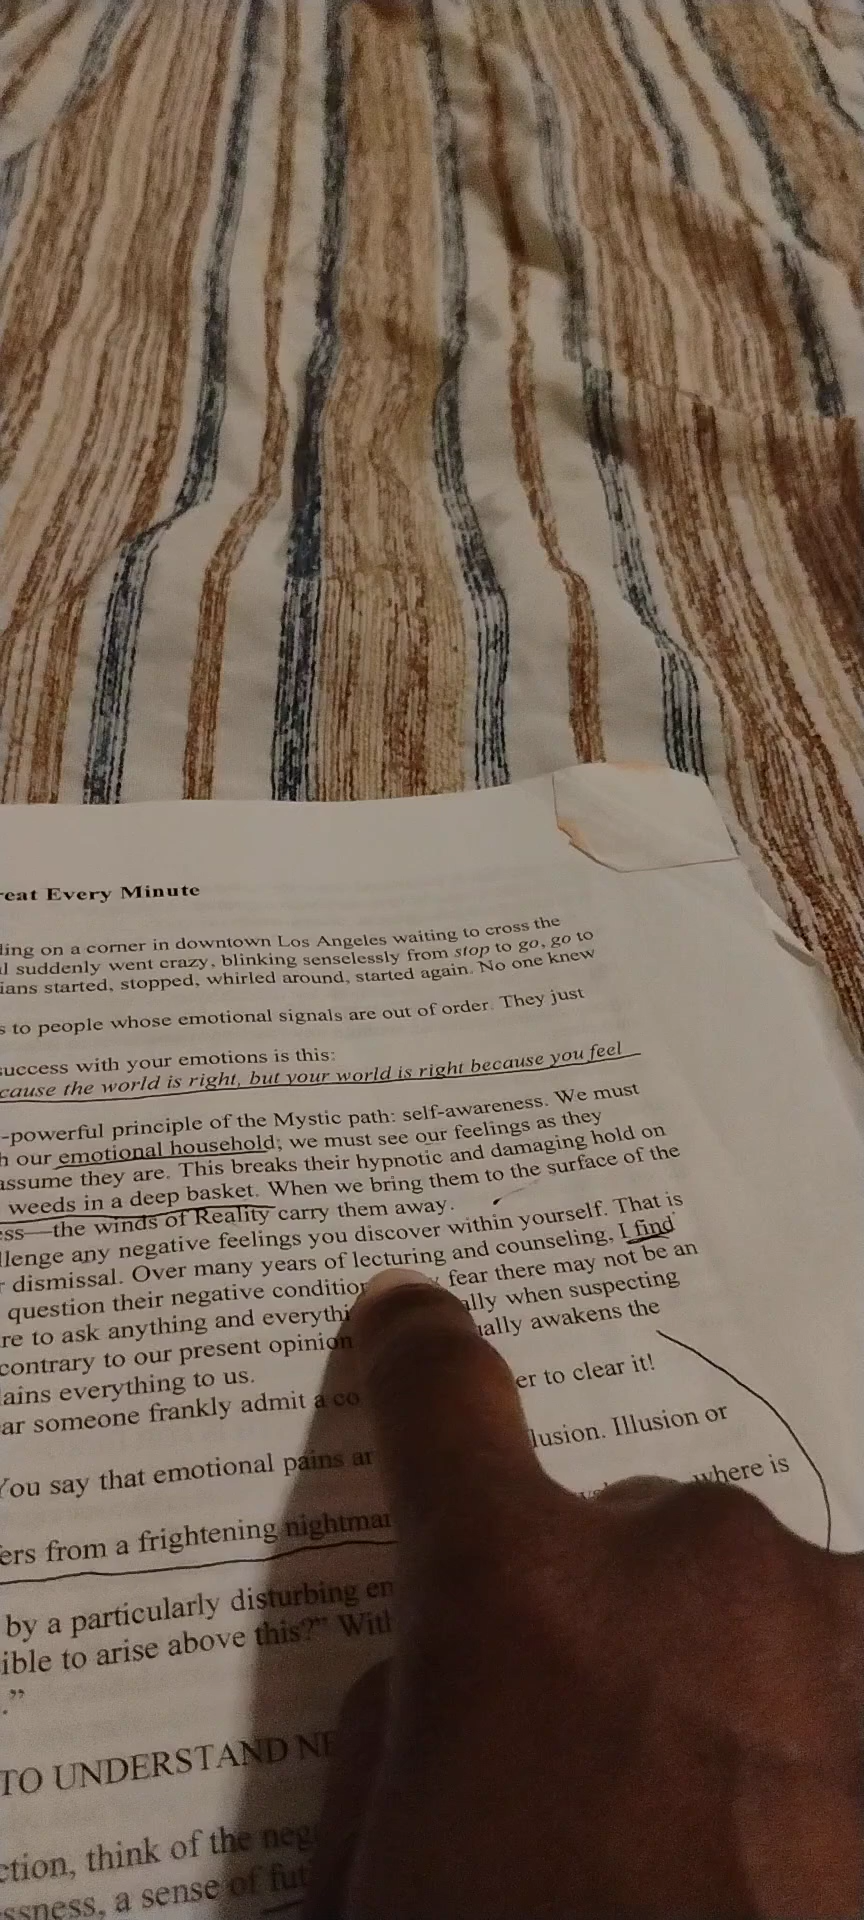 reat Every Minute
ling on a corner in downtown Los Angeles waiting to cross the
l suddenly went crazy, blinking senselessly from stop to go, go to
ians started, stopped, whirled around, started again. No one knew
s to people whose emotional signals are out of order. They just
success with your emotions is this:
cause the world is right, but your world is right because you feel
-powerful principle of the Mystic path: self-awareness. We must
h our emotional household; we must see our feelings as they
assume they are. This breaks their hypnotic and damaging hold on
weeds in a deep basket. When we bring them to the surface of the
ess—the winds of Reality carry them away.
llenge any negative feelings you discover within yourself. That is
r dismissal. Over many years of lecturing and counseling, I find
question their negative condition fear there may not be an
re to ask anything and everythi ally when suspecting
contrary to our present opinion ually awakens the
ains everything to us.
ar someone frankly admit a co er to clear it!
You say that emotional pains ar lusion. Illusion or
where is
ers from a frightening nightmar
by a particularly disturbing en
ible to arise above this?" Witl
."
TO UNDERSTAND NE
ction, think of the neg
ssness, a sense of fut